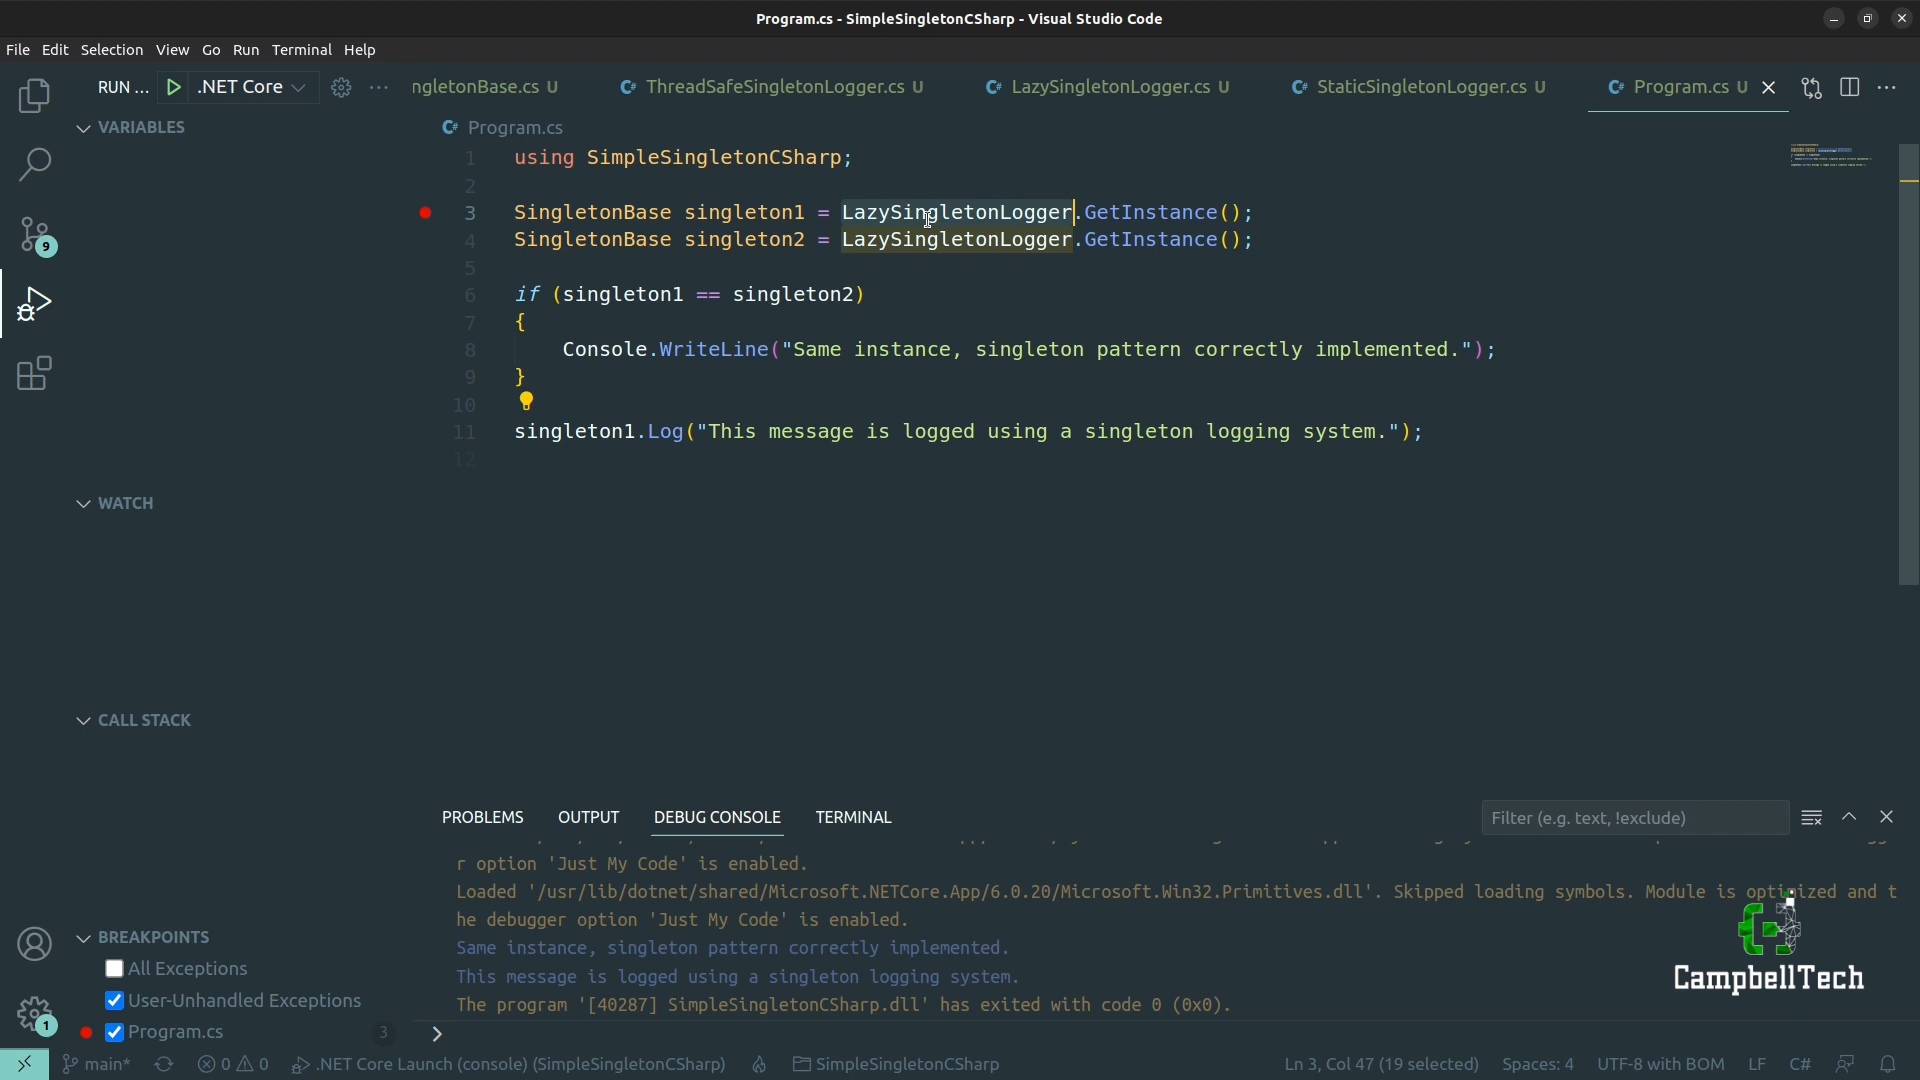 Program.cs - SimpleSingletonCSharp - Visual Studio Code
File Edit Selection View Go Run Terminal Help
RUN ... .NET Core ... ngletonBase.cs U C# ThreadSafeSingletonLogger.cs U C# LazySingletonLogger.cs U C# StaticSingletonLogger.cs U C# Program.cs U
VARIABLES
C# Program.cs
1 using SimpleSingletonCSharp;
2
3 SingletonBase singleton1 = LazySingletonLogger.GetInstance();
4 SingletonBase singleton2 = LazySingletonLogger.GetInstance();
5
6 if (singleton1 == singleton2)
7 {
8 Console.WriteLine("Same instance, singleton pattern correctly implemented.");
9 }
10
11 singleton1.Log("This message is logged using a singleton logging system.");
12
9
WATCH
CALL STACK
PROBLEMS OUTPUT DEBUG CONSOLE TERMINAL Filter (e.g. text, !exclude)
r option 'Just My Code' is enabled.
Loaded '/usr/lib/dotnet/shared/Microsoft.NETCore.App/6.0.20/Microsoft.Win32.Primitives.dll'. Skipped loading symbols. Module is optimized and t
he debugger option 'Just My Code' is enabled.
Same instance, singleton pattern correctly implemented.
This message is logged using a singleton logging system.
The program '[40287] SimpleSingletonCSharp.dll' has exited with code 0 (0x0).
CampbellTech
BREAKPOINTS
All Exceptions
User-Unhandled Exceptions
Program.cs 3
1
main* 0 0 .NET Core Launch (console) (SimpleSingletonCSharp) SimpleSingletonCSharp Ln 3, Col 47 (19 selected) Spaces: 4 UTF-8 with BOM LF C#